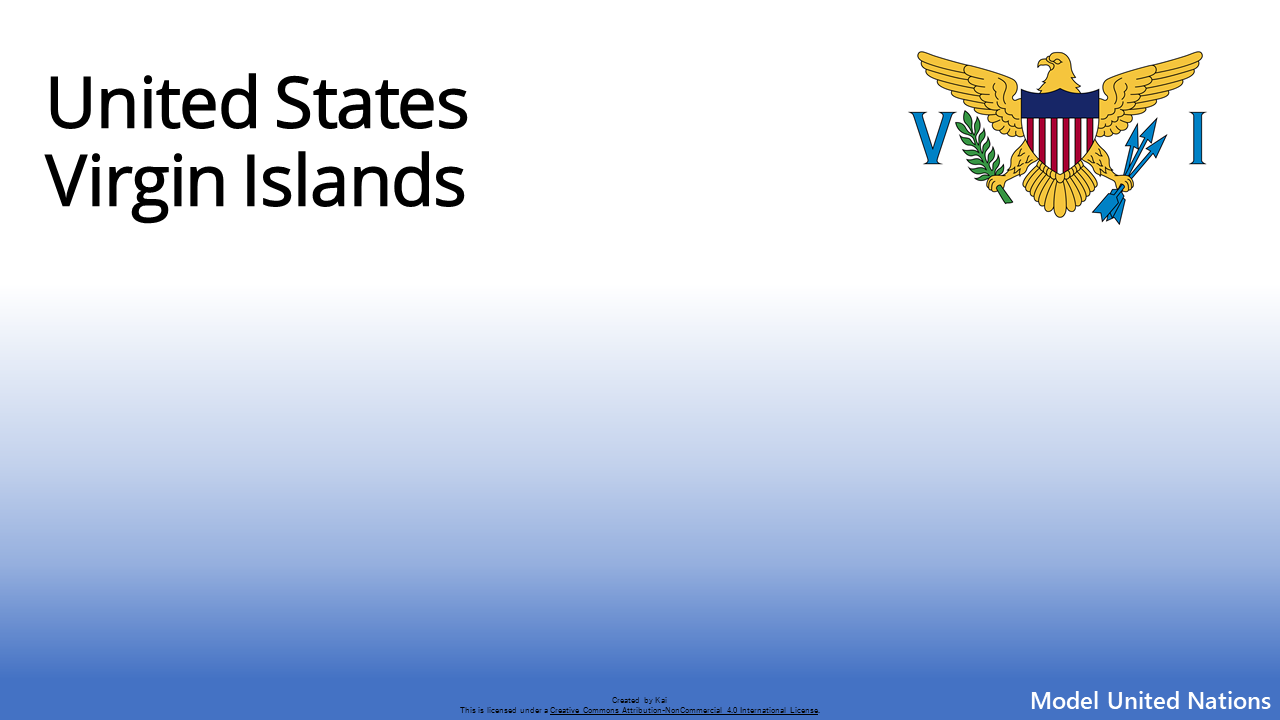 United States
Virgin Islands
V I
Created by Kai
This is licensed under a Creative Commons Attribution-NonCommercial 4.0 International License.
Model United Nations